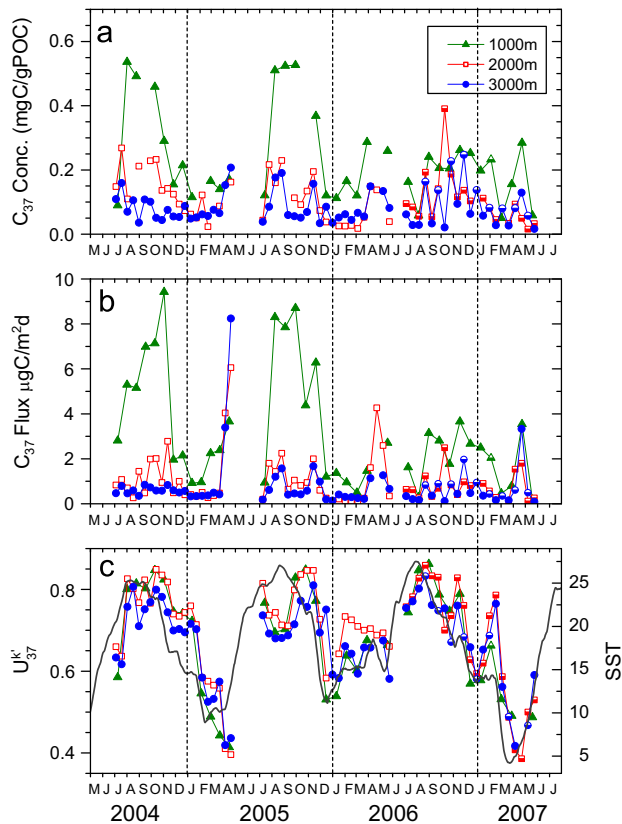 a
C37 Conc. (mgC/gPOC)
0.6
0.4
0.2
0.0
1000m
2000m
3000m
M J J A S O N D J F M A M J J A S O N D J F M A M J J A S O N D J F M A M J J
b
C37 Flux µgC/m²d
10
8
6
4
2
0
M J J A S O N D J F M A M J J A S O N D J F M A M J J A S O N D J F M A M J J
c
U37k'
0.8
0.6
0.4
25
20
15
10
5
SST
M J J A S O N D J F M A M J J A S O N D J F M A M J J A S O N D J F M A M J J
2004 2005 2006 2007